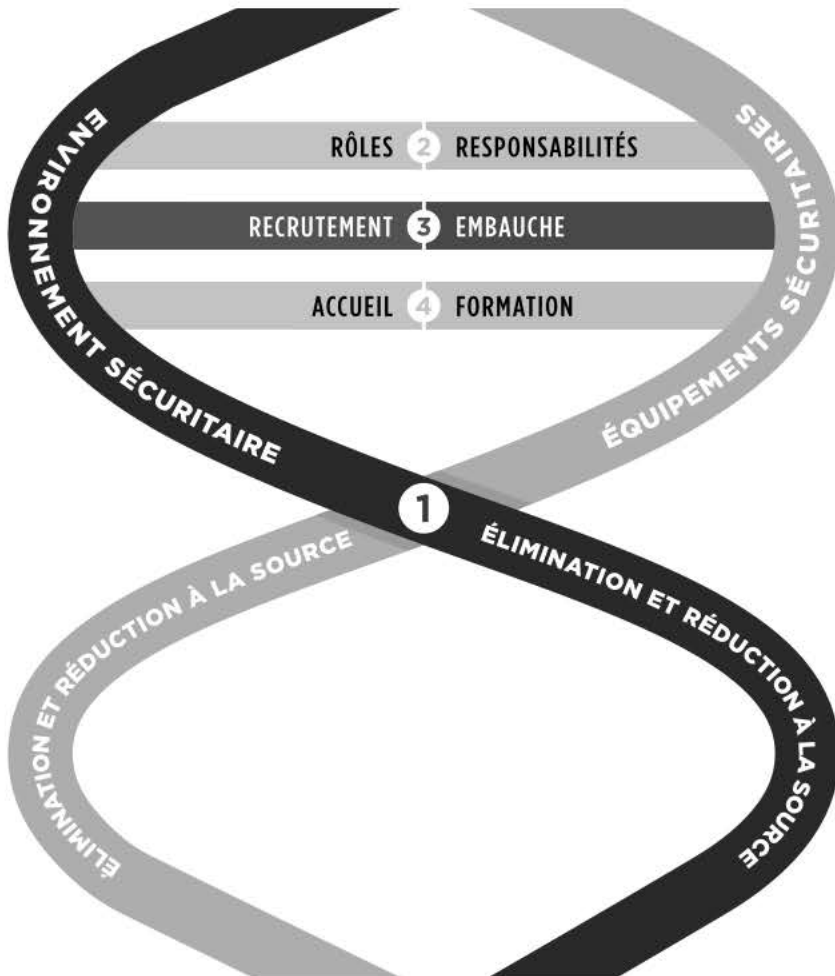 ENVIRONNEMENT SÉCURITAIRE
ÉQUIPEMENTS SÉCURITAIRES
RÔLES 2 RESPONSABILITÉS
RECRUTEMENT 3 EMBAUCHE
ACCUEIL 4 FORMATION
1
ÉLIMINATION ET RÉDUCTION À LA SOURCE
ÉLIMINATION ET RÉDUCTION À LA SOURCE